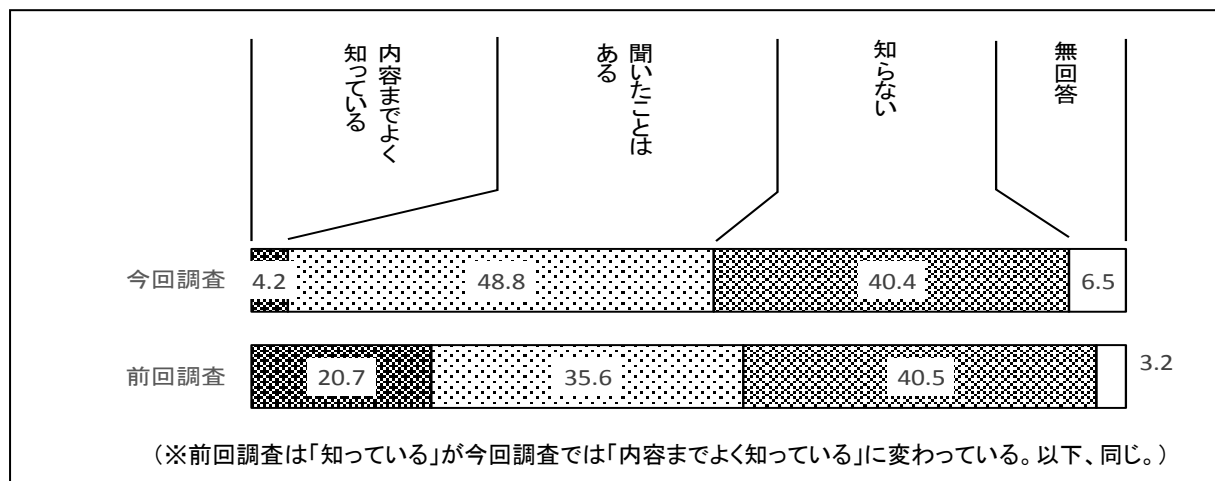 内容までよく
知っている
聞いたことは
ある
知らない
無回答
今回調査
4.2
48.8
40.4
6.5
前回調査
20.7
35.6
40.5
3.2
(※前回調査は「知っている」が今回調査では「内容までよく知っている」に変わっている。以下、同じ。)